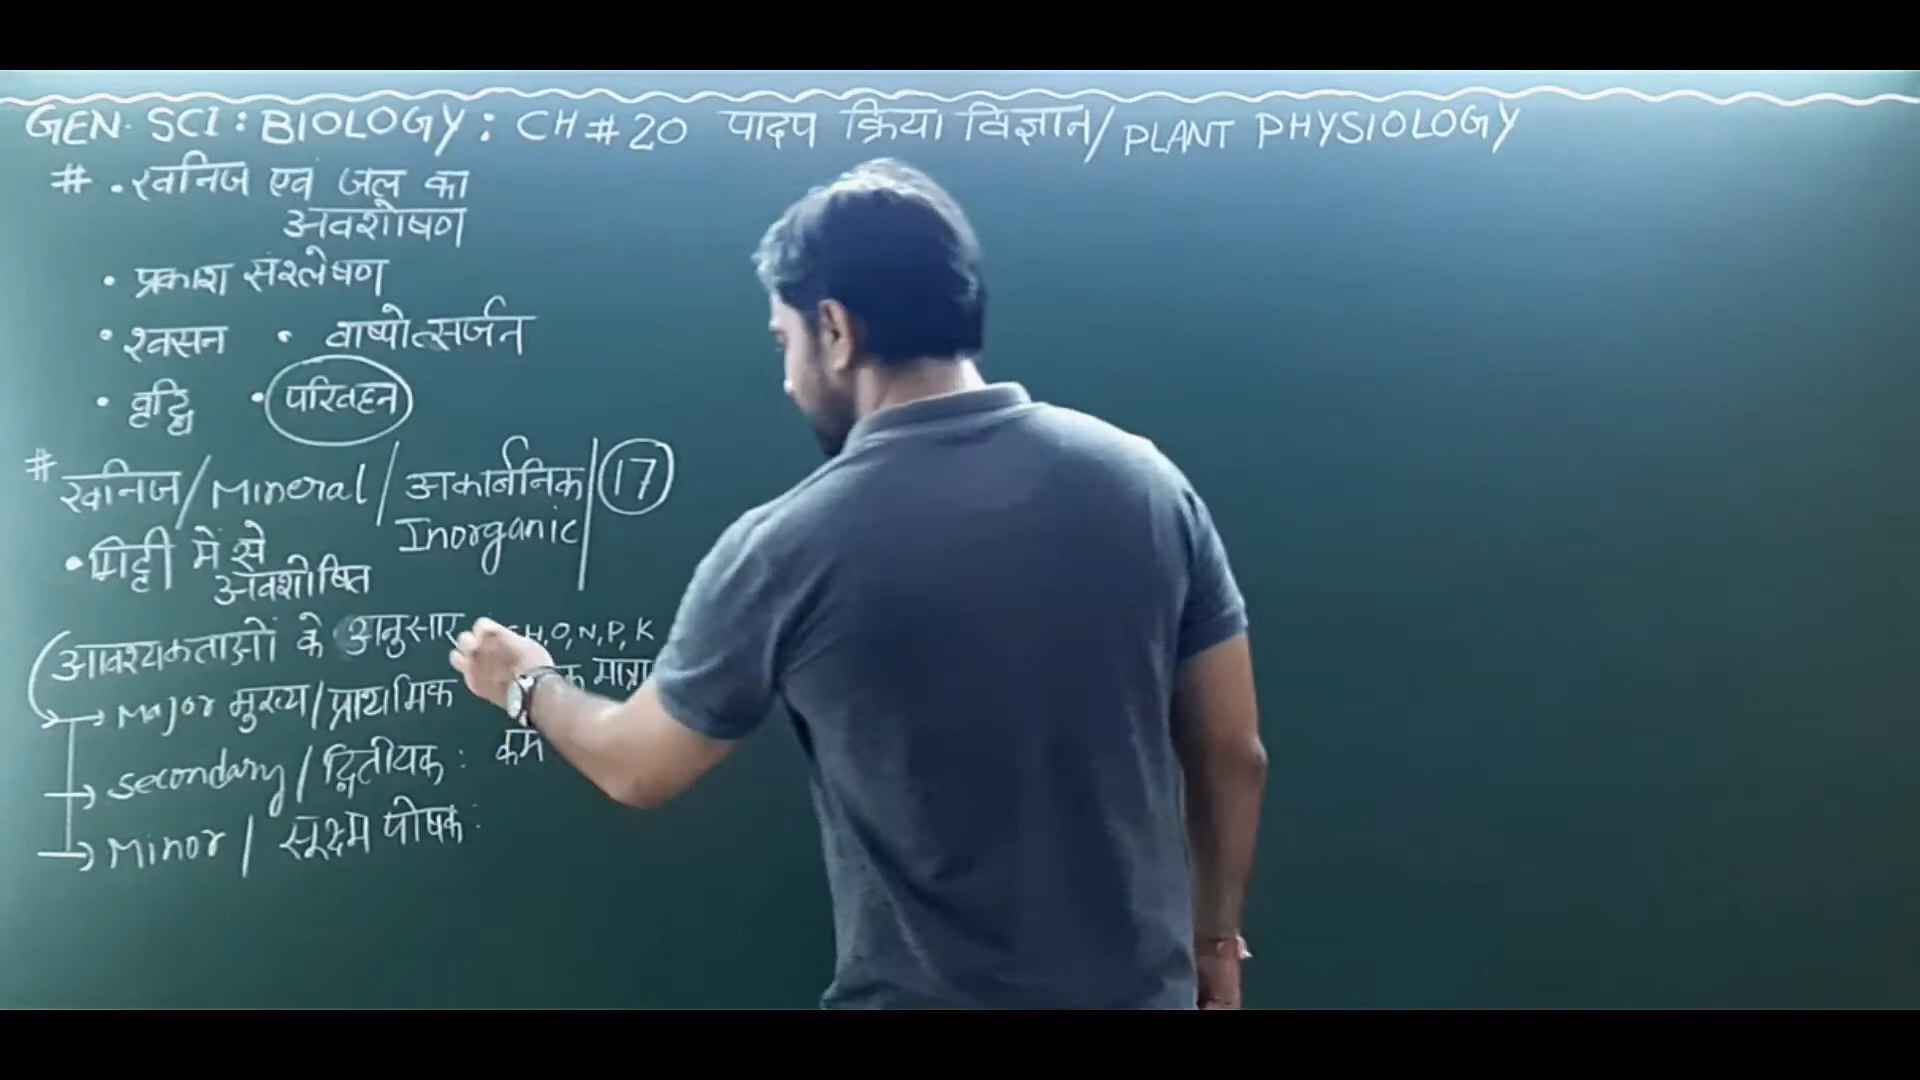 GEN. SCI : BIOLOGY : CH # 20 पादप क्रिया विज्ञान / PLANT PHYSIOLOGY
# • खनिज एवं जल का
अवशोषण
• प्रकाश संश्लेषण
• श्वसन • वाष्पोत्सर्जन
• वृद्धि • परिवहन
# खनिज / Mineral / अकार्बनिक / 17
Inorganic
• मिट्टी में से
अवशोषित
आवश्यकताओं के अनुसार H, O, N, P, K
मात्रा
→ Major मुख्य / प्राथमिक
→ Secondary / द्वितीयक : कम
→ Minor / सूक्ष्म पोषक :